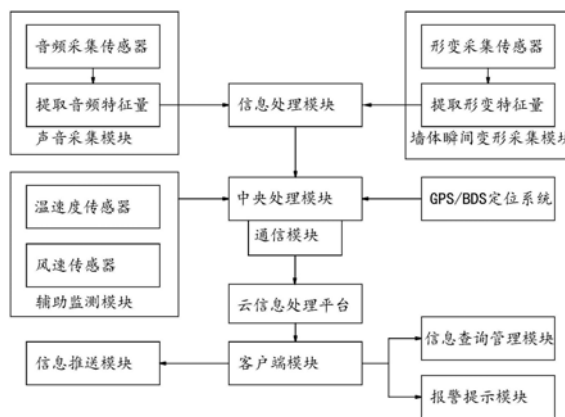 音频采集传感器
提取音频特征量
声音采集模块
信息处理模块
形变采集传感器
提取形变特征量
墙体瞬间变形采集模块
温速度传感器
风速传感器
辅助监测模块
中央处理模块
通信模块
GPS/BDS定位系统
云信息处理平台
信息推送模块
客户端模块
信息查询管理模块
报警提示模块